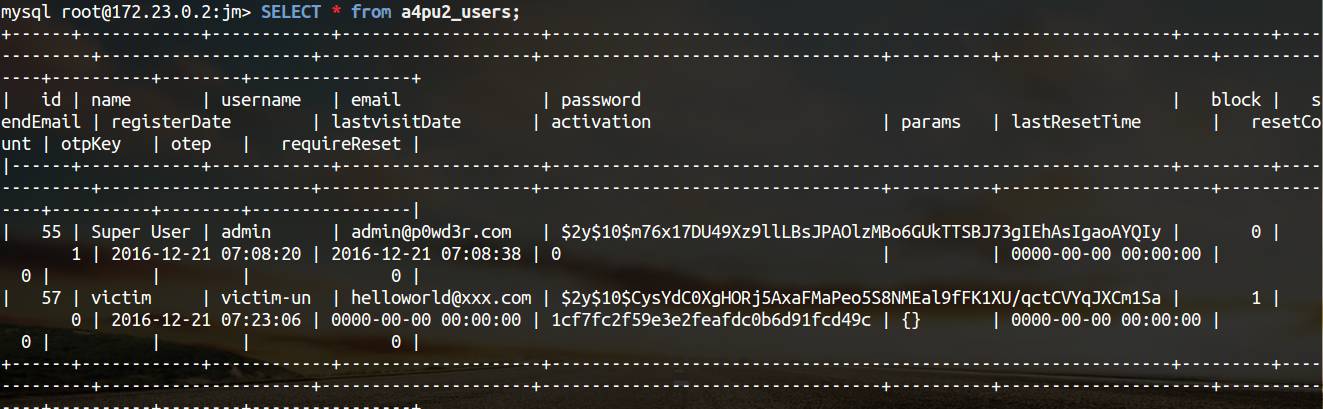 mysql root@172.23.0.2:jm> SELECT * from a4pu2_users;
+------+------------+------------+--------------------+------------------------------------------------------------+---------+----
---------+---------------------+---------------------+---------------------------------+----------+---------------------+----------
----+----------+--------+----------------+
| id | name | username | email | password | block | s
endEmail | registerDate | lastvisitDate | activation | params | lastResetTime | resetCo
unt | otpKey | otep | requireReset |
|------+------------+------------+--------------------+------------------------------------------------------------+---------+----
---------+---------------------+---------------------+---------------------------------+----------+---------------------+----------
----+----------+--------+----------------|
| 55 | Super User | admin | admin@p0wd3r.com | $2y$10$m76x17DU49Xz9llLBsJPAOlzMBo6GUkTTSBJ73gIEhAsIgaoAYQIy | 0 |
1 | 2016-12-21 07:08:20 | 2016-12-21 07:08:38 | 0 | | 0000-00-00 00:00:00 |
0 | | | 0 |
| 57 | victim | victim-un | helloworld@xxx.com | $2y$10$CysYdC0XgHORj5AxaFMaPeo5S8NMEal9fFK1XU/qctCVYqJXCm1Sa | 1 |
0 | 2016-12-21 07:23:06 | 0000-00-00 00:00:00 | 1cf7fc2f59e3e2feafdc0b6d91fcd49c | {} | 0000-00-00 00:00:00 |
0 | | | 0 |
+------+------------+------------+--------------------+------------------------------------------------------------+---------+----
---------+---------------------+---------------------+---------------------------------+----------+---------------------+----------
----+----------+--------+----------------+